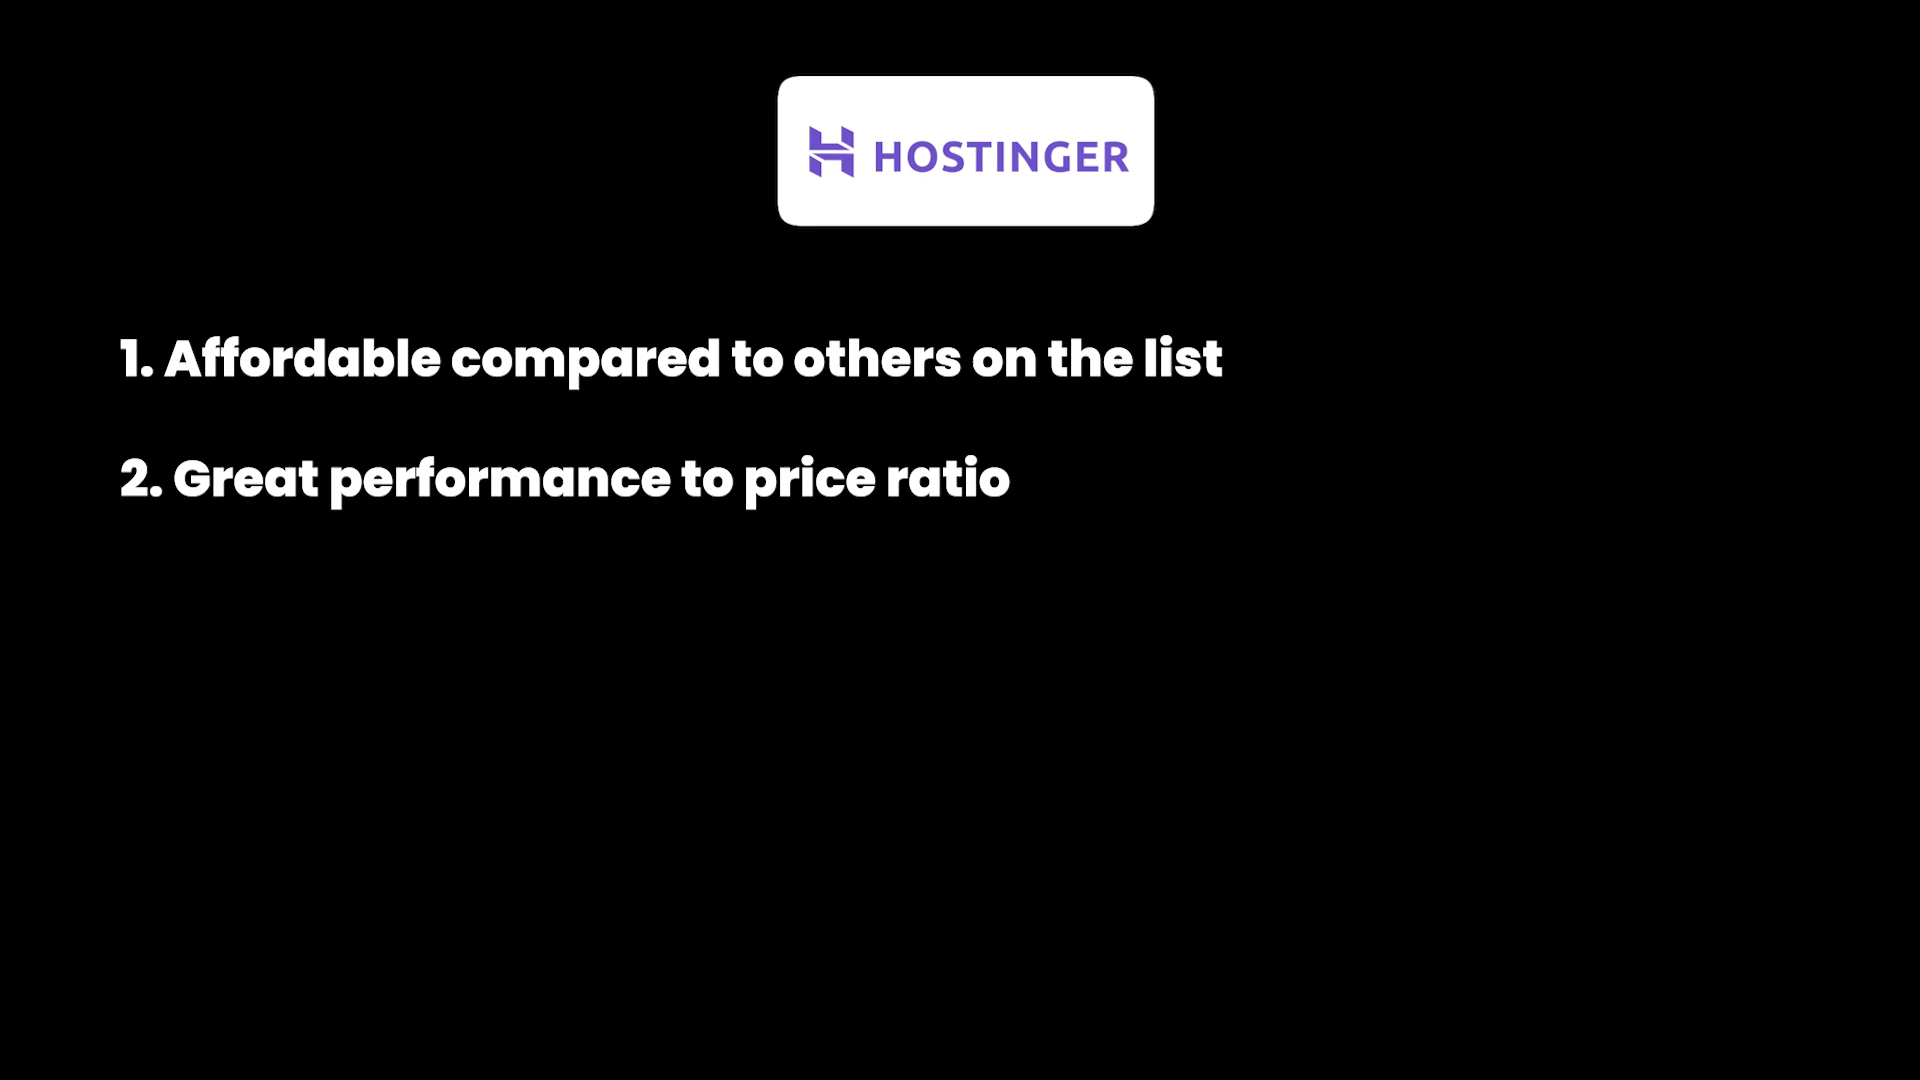 HOSTINGER
1. Affordable compared to others on the list
2. Great performance to price ratio